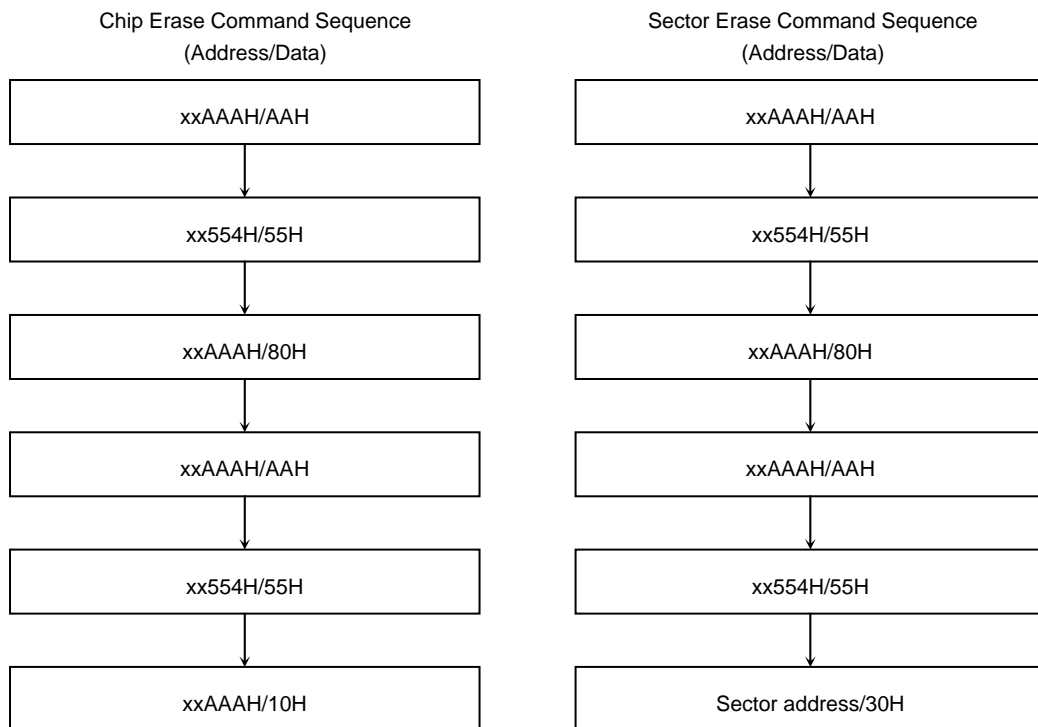 Chip Erase Command Sequence
(Address/Data)
xxAAAH/AAH
xx554H/55H
xxAAAH/80H
xxAAAH/AAH
xx554H/55H
xxAAAH/10H
Sector Erase Command Sequence
(Address/Data)
xxAAAH/AAH
xx554H/55H
xxAAAH/80H
xxAAAH/AAH
xx554H/55H
Sector address/30H